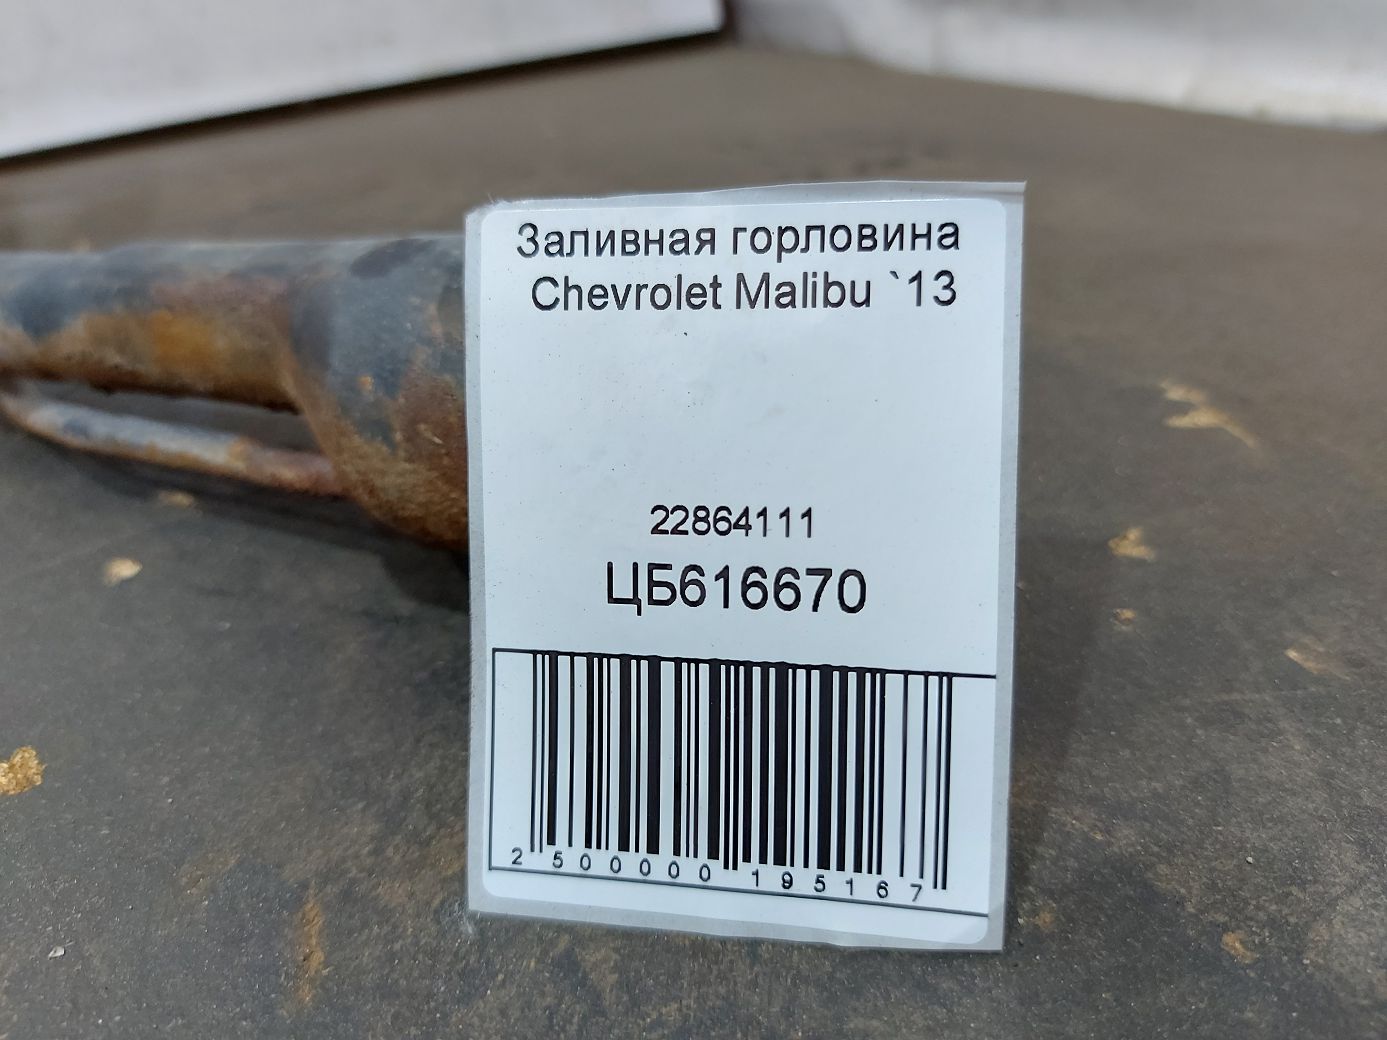 Заливная горловина
Chevrolet Malibu `13
22864111
ЦБ616670
2 500000 195167